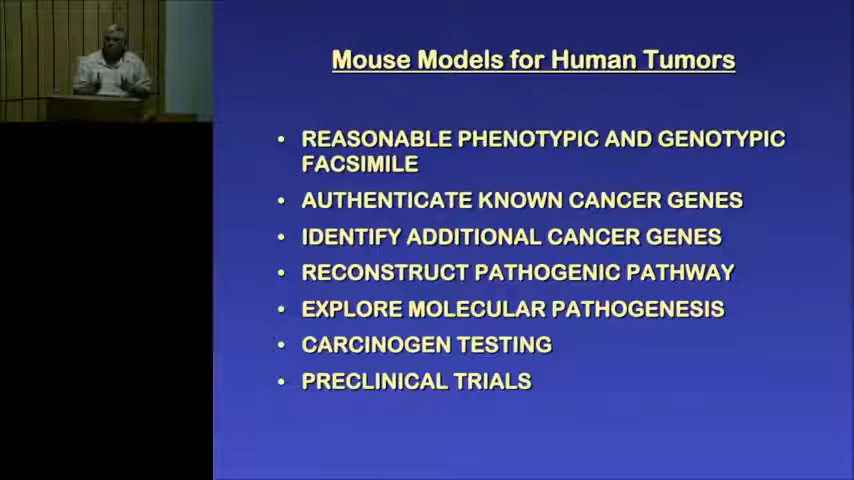 Mouse Models for Human Tumors
• REASONABLE PHENOTYPIC AND GENOTYPIC
FACSIMILE
• AUTHENTICATE KNOWN CANCER GENES
• IDENTIFY ADDITIONAL CANCER GENES
• RECONSTRUCT PATHOGENIC PATHWAY
• EXPLORE MOLECULAR PATHOGENESIS
• CARCINOGEN TESTING
• PRECLINICAL TRIALS